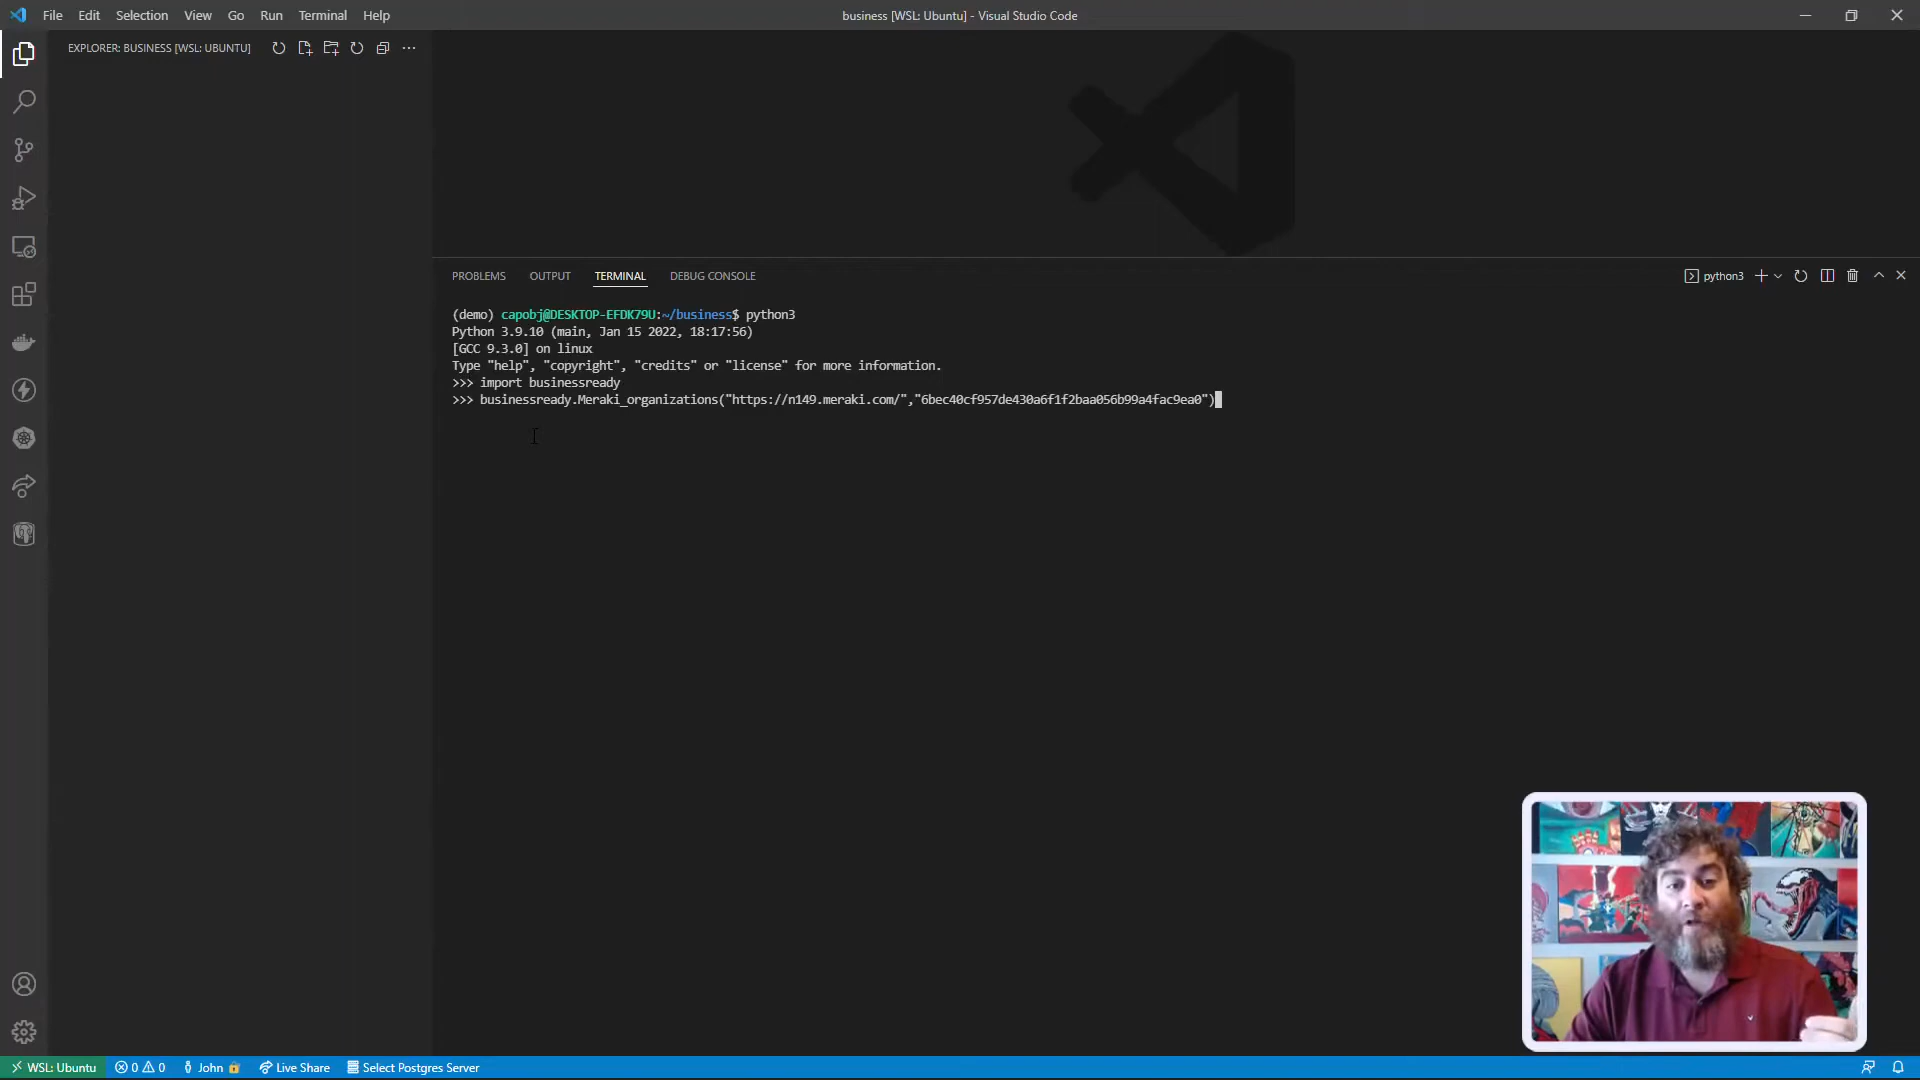 File Edit Selection View Go Run Terminal Help
business [WSL: Ubuntu] - Visual Studio Code
EXPLORER: BUSINESS [WSL: UBUNTU]
PROBLEMS OUTPUT TERMINAL DEBUG CONSOLE
python3
(demo) capobj@DESKTOP-EFDK79U:~/business$ python3
Python 3.9.10 (main, Jan 15 2022, 18:17:56)
[GCC 9.3.0] on linux
Type "help", "copyright", "credits" or "license" for more information.
>>> import businessready
>>> businessready.Meraki_organizations("https://n149.meraki.com/","6bec40cf957de430a6f1f2baa056b99a4fac9ea0")
WSL: Ubuntu 0 0 John Live Share Select Postgres Server